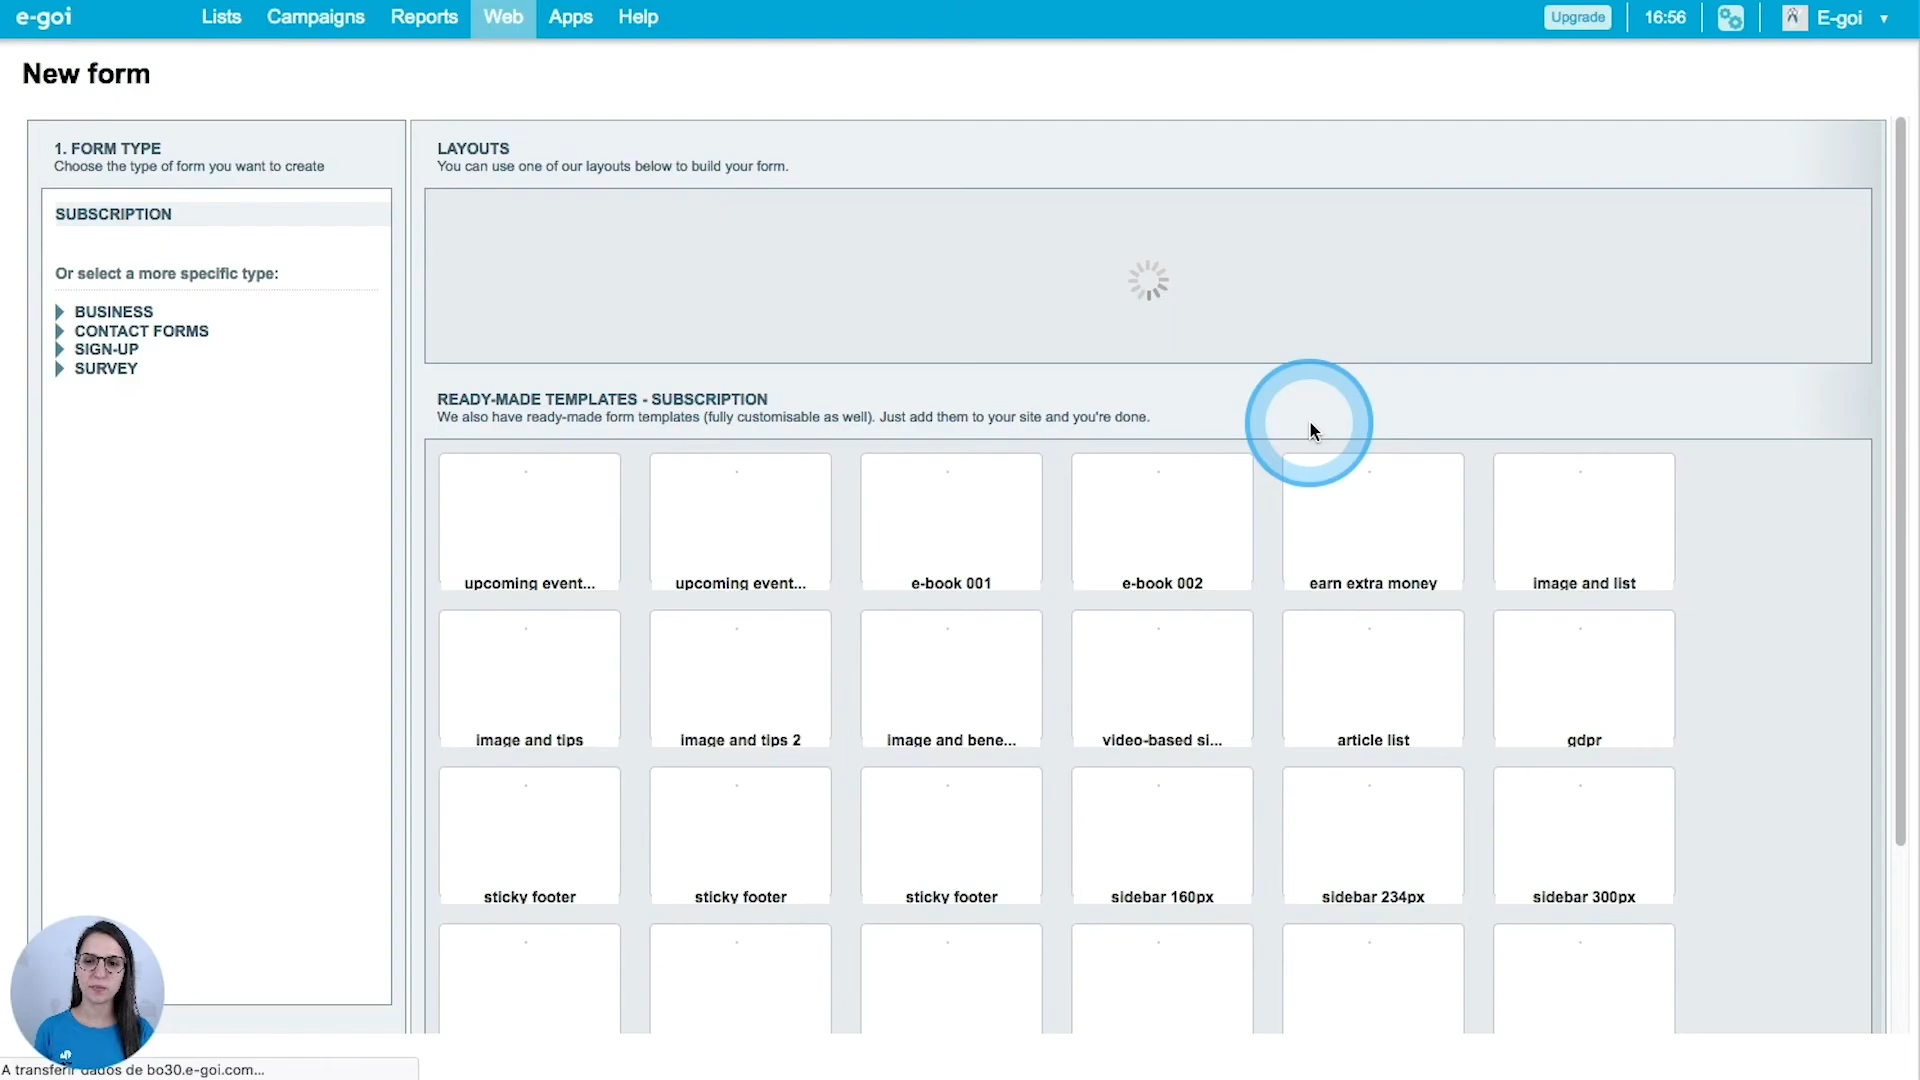 e-goi
Lists
Campaigns
Reports
Web
Apps
Help
Upgrade
16:56
E-goi
New form
1. FORM TYPE
Choose the type of form you want to create
SUBSCRIPTION
Or select a more specific type:
BUSINESS
CONTACT FORMS
SIGN-UP
SURVEY
LAYOUTS
You can use one of our layouts below to build your form.
READY-MADE TEMPLATES - SUBSCRIPTION
We also have ready-made form templates (fully customisable as well). Just add them to your site and you're done.
upcoming event...
upcoming event...
e-book 001
e-book 002
earn extra money
image and list
image and tips
image and tips 2
image and bene...
video-based si...
article list
gdpr
sticky footer
sticky footer
sticky footer
sidebar 160px
sidebar 234px
sidebar 300px
A transferir dados de bo30.e-goi.com...